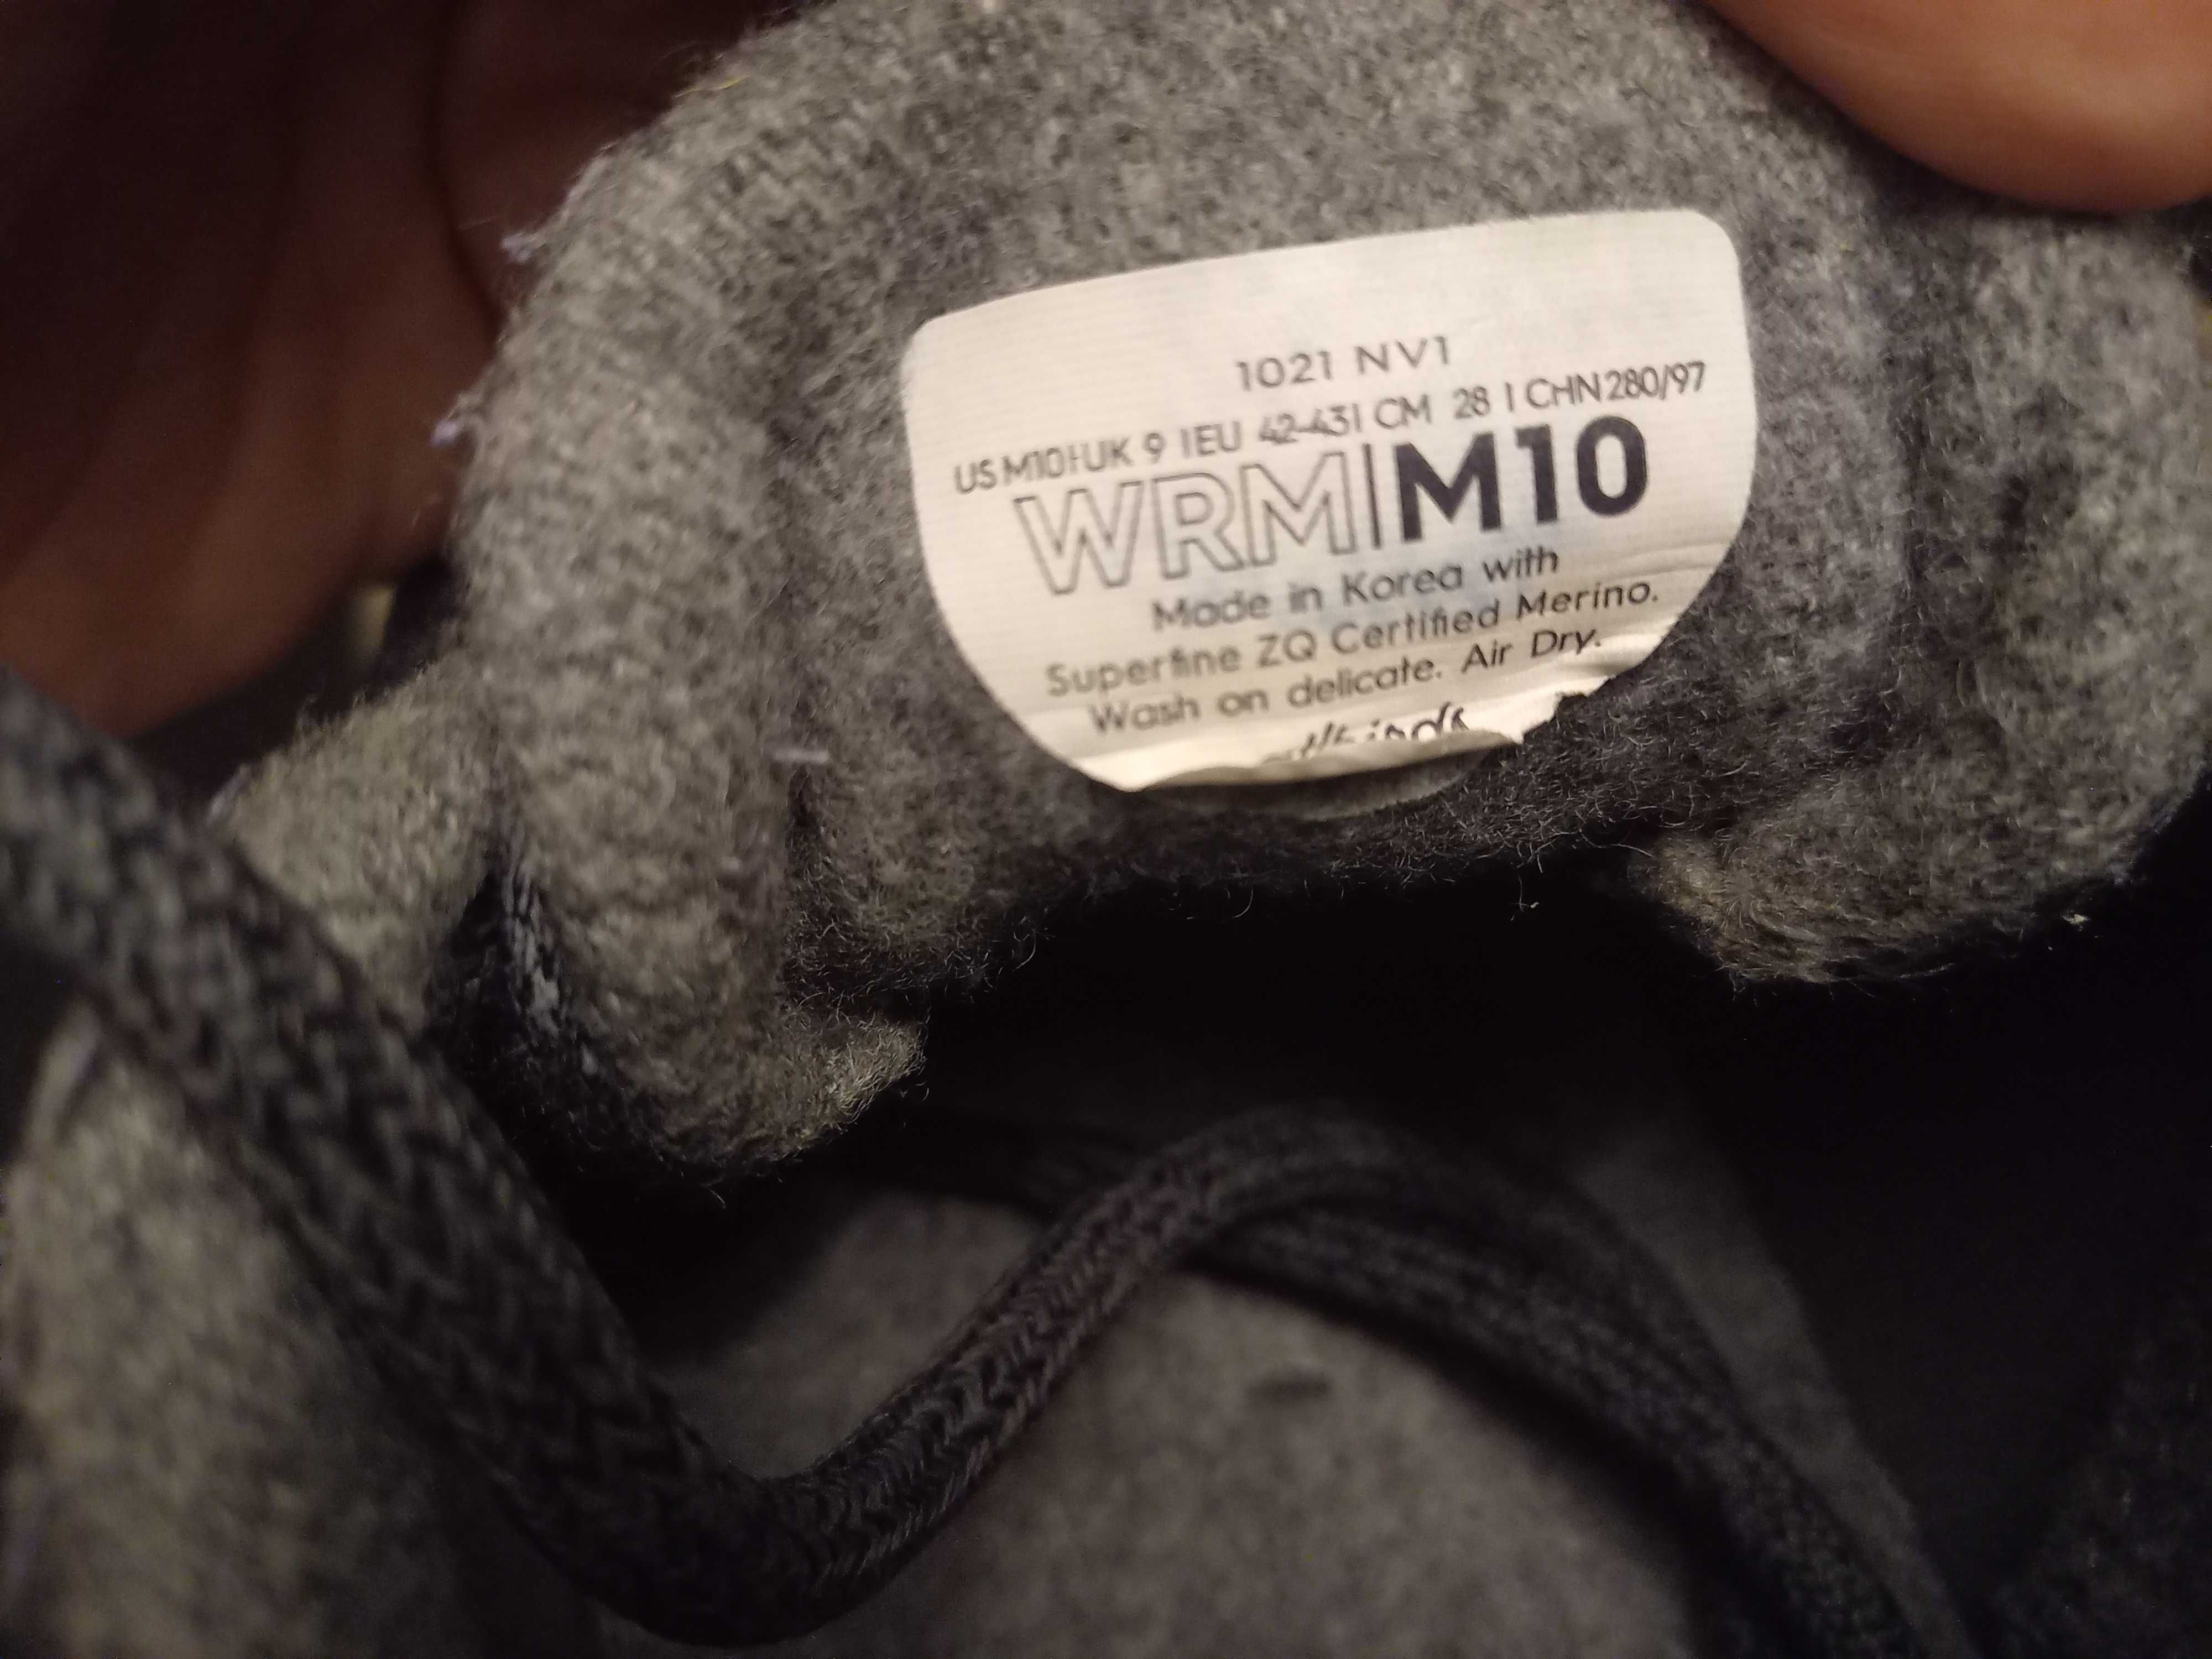 1021 NV1
US M10 | UK 9 | EU 42-43 | CM 28 | CHN 280/97
WRM|M10
Made in Korea with
Superfine ZQ Certified Merino.
Wash on delicate. Air Dry.